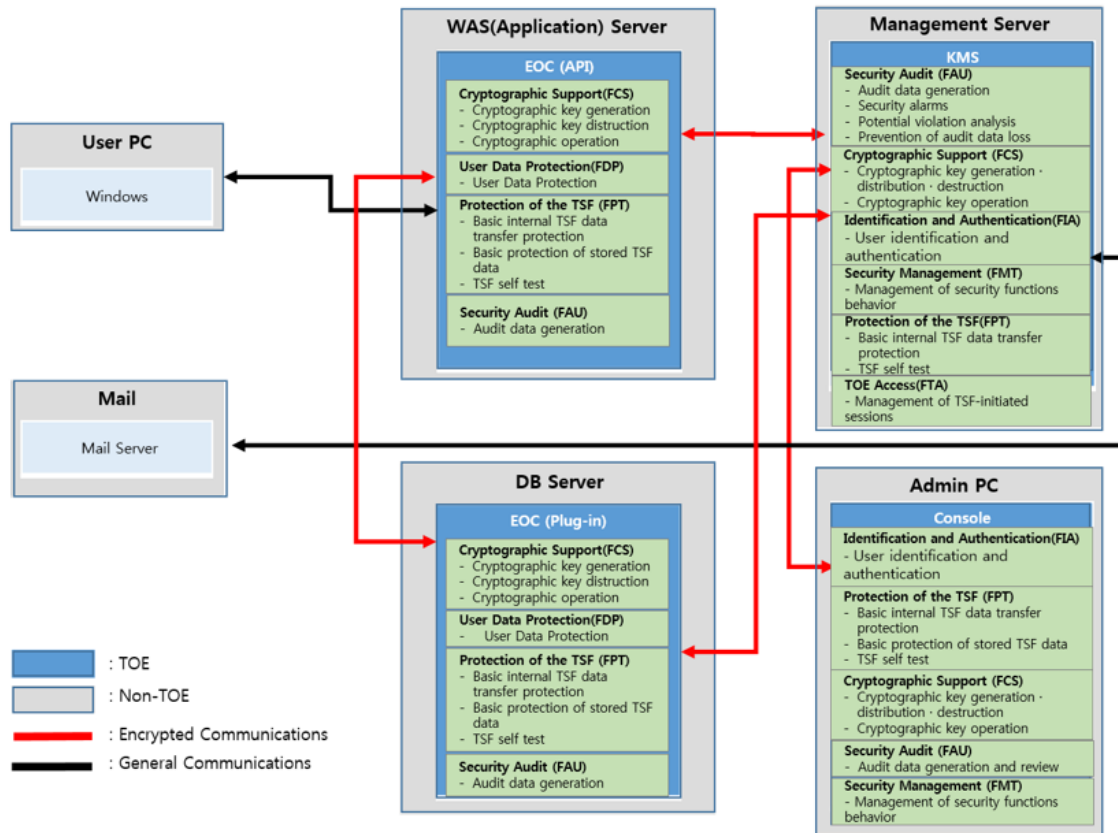 User PC
Windows
Mail
Mail Server
: TOE
: Non-TOE
: Encrypted Communications
: General Communications
WAS(Application) Server
EOC (API)
Cryptographic Support(FCS)
- Cryptographic key generation
- Cryptographic key distruction
- Cryptographic operation
User Data Protection(FDP)
- User Data Protection
Protection of the TSF (FPT)
- Basic internal TSF data
transfer protection
- Basic protection of stored TSF
data
- TSF self test
Security Audit (FAU)
- Audit data generation
DB Server
EOC (Plug-in)
Cryptographic Support(FCS)
- Cryptographic key generation
- Cryptographic key distruction
- Cryptographic operation
User Data Protection(FDP)
- User Data Protection
Protection of the TSF (FPT)
- Basic internal TSF data
transfer protection
- Basic protection of stored TSF
data
- TSF self test
Security Audit (FAU)
- Audit data generation
Management Server
KMS
Security Audit (FAU)
- Audit data generation
- Security alarms
- Potential violation analysis
- Prevention of audit data loss
Cryptographic Support (FCS)
- Cryptographic key generation ·
distribution · destruction
- Cryptographic key operation
Identification and Authentication(FIA)
- User identification and
authentication
Security Management (FMT)
- Management of security functions
behavior
Protection of the TSF(FPT)
- Basic internal TSF data transfer
protection
- TSF self test
TOE Access(FTA)
- Management of TSF-initiated
sessions
Admin PC
Console
Identification and Authentication(FIA)
- User identification and
authentication
Protection of the TSF (FPT)
- Basic internal TSF data transfer
protection
- Basic protection of stored TSF data
- TSF self test
Cryptographic Support (FCS)
- Cryptographic key generation ·
distribution · destruction
- Cryptographic key operation
Security Audit (FAU)
- Audit data generation and review
Security Management (FMT)
- Management of security functions
behavior